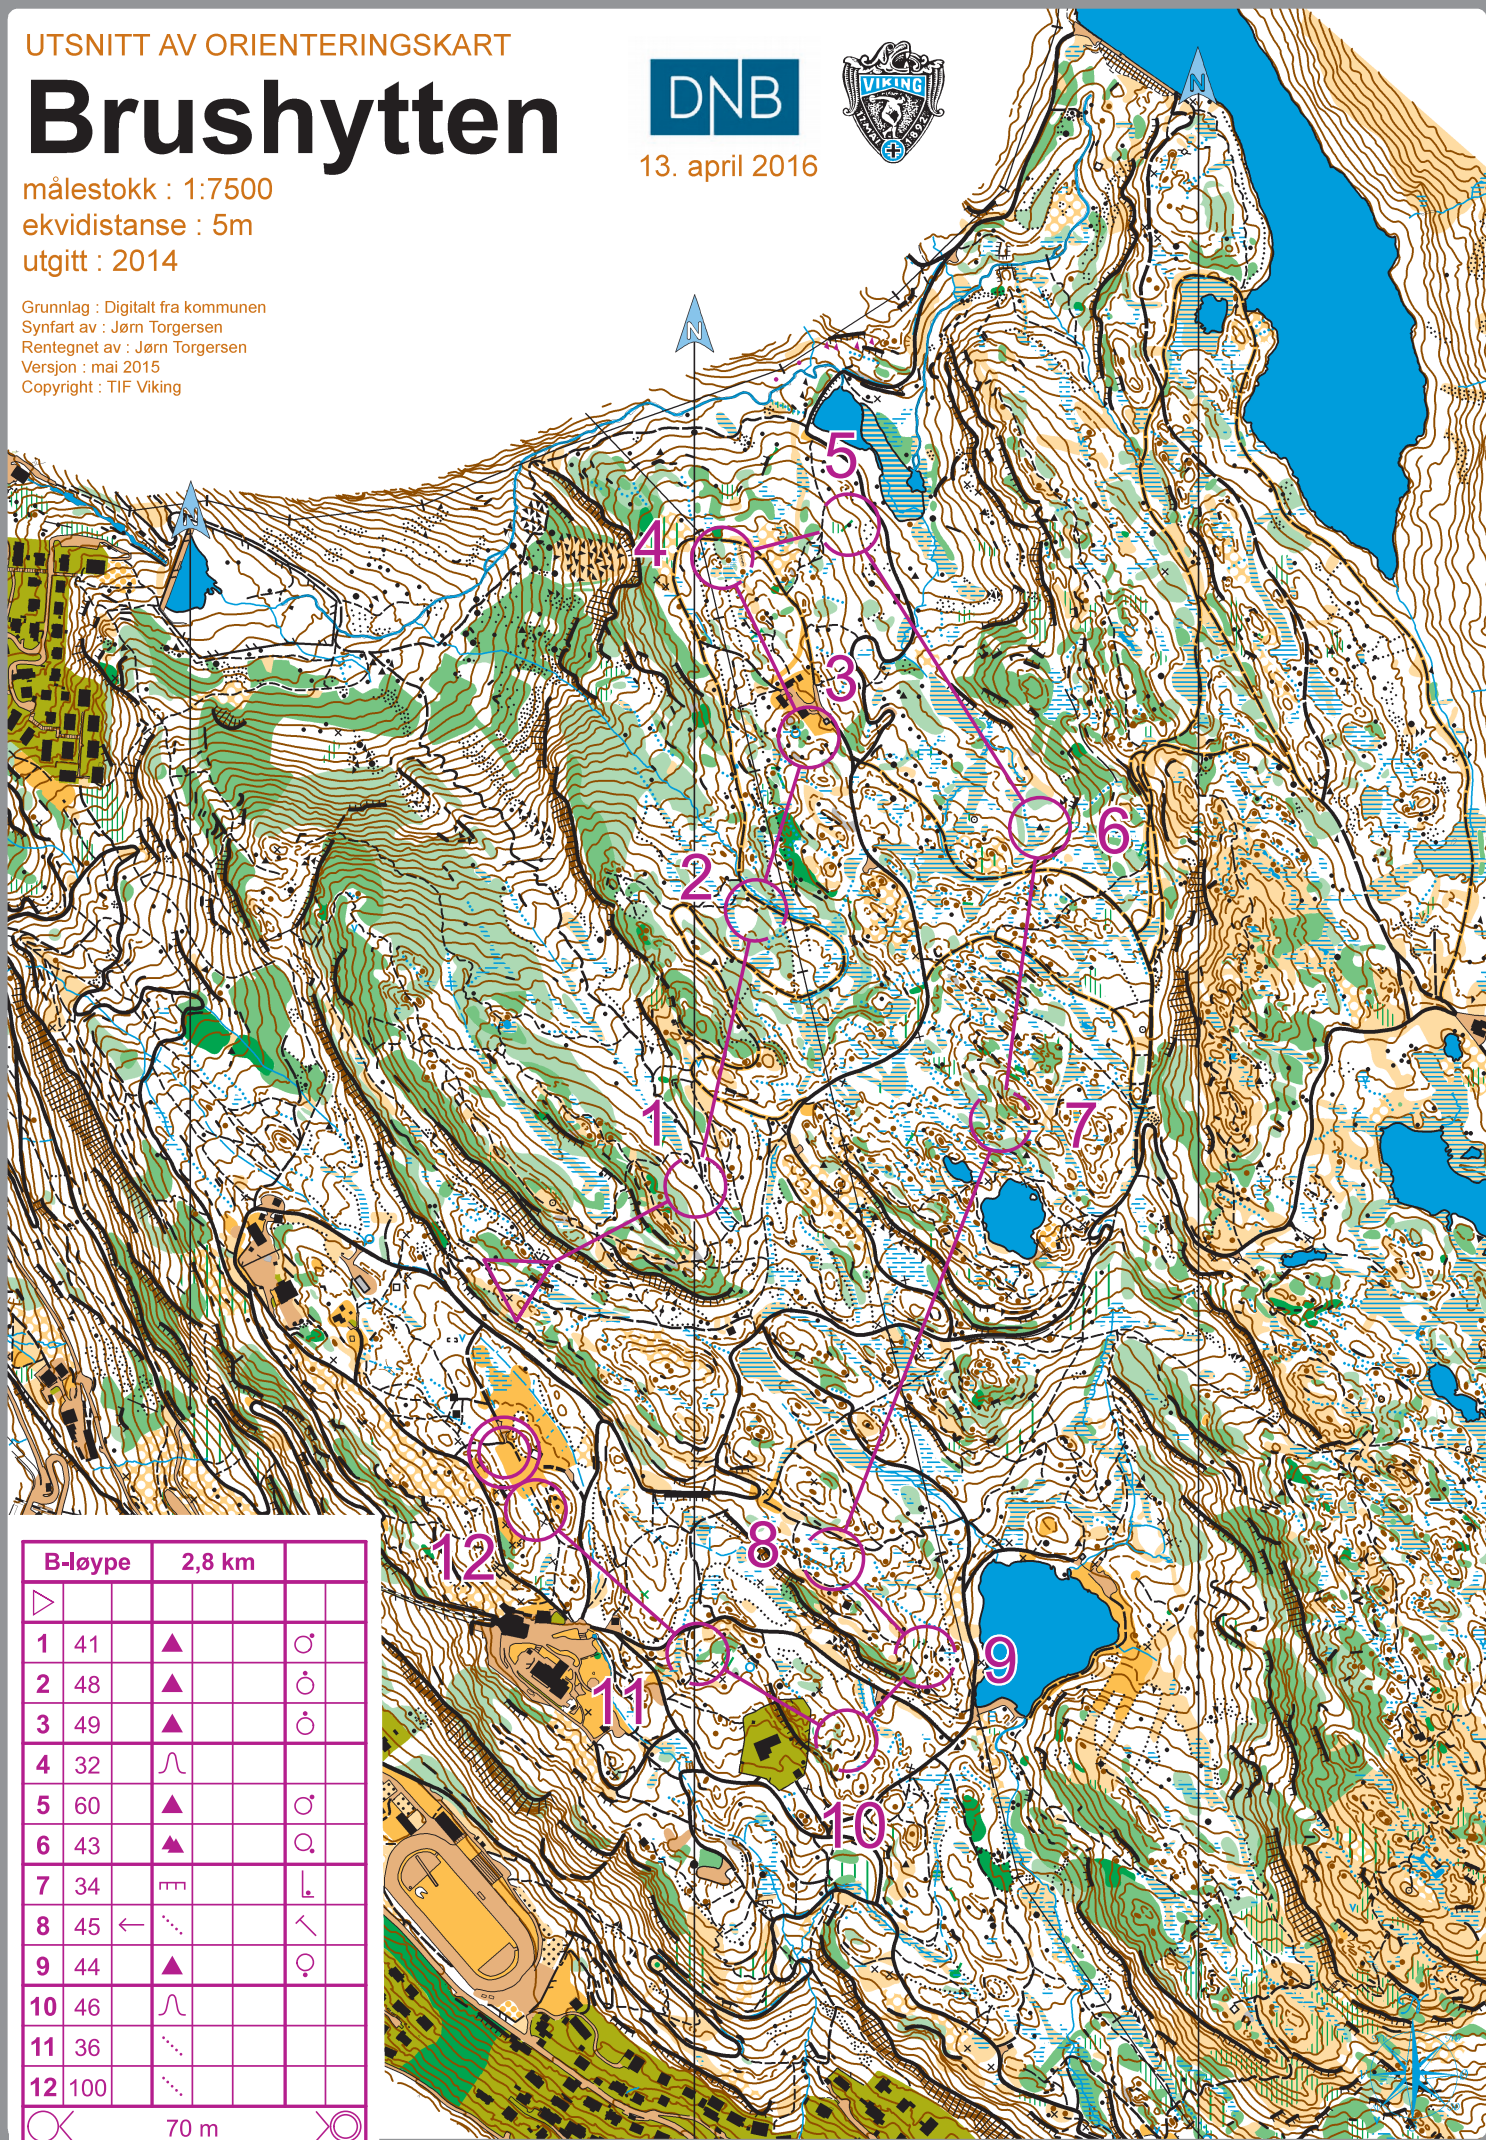 UTSNITT AV ORIENTERINGSKART
Brushytten
målestokk : 1:7500
ekvidistanse : 5m
utgitt : 2014
Grunnlag : Digitalt fra kommunen
Synfart av : Jørn Torgersen
Rentegnet av : Jørn Torgersen
Versjon : mai 2015
Copyright : TIF Viking
DNB
13. april 2016
VIKING
17. MAI 1892
N
N
N
5
4
3
6
2
7
1
8
12
9
11
10
B-løype 2,8 km
1 41
2 48
3 49
4 32
5 60
6 43
7 34
8 45
9 44
10 46
11 36
12 100
70 m